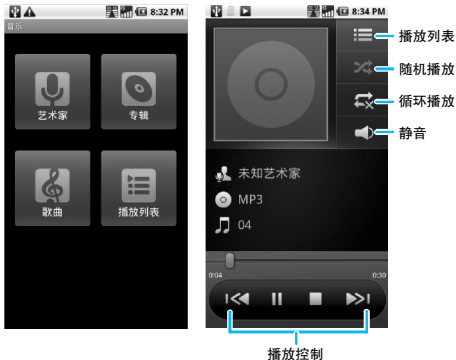 8:32 PM
音乐
艺术家
专辑
歌曲
播放列表
8:34 PM
播放列表
随机播放
循环播放
静音
未知艺术家
MP3
04
0:04
0:30
播放控制